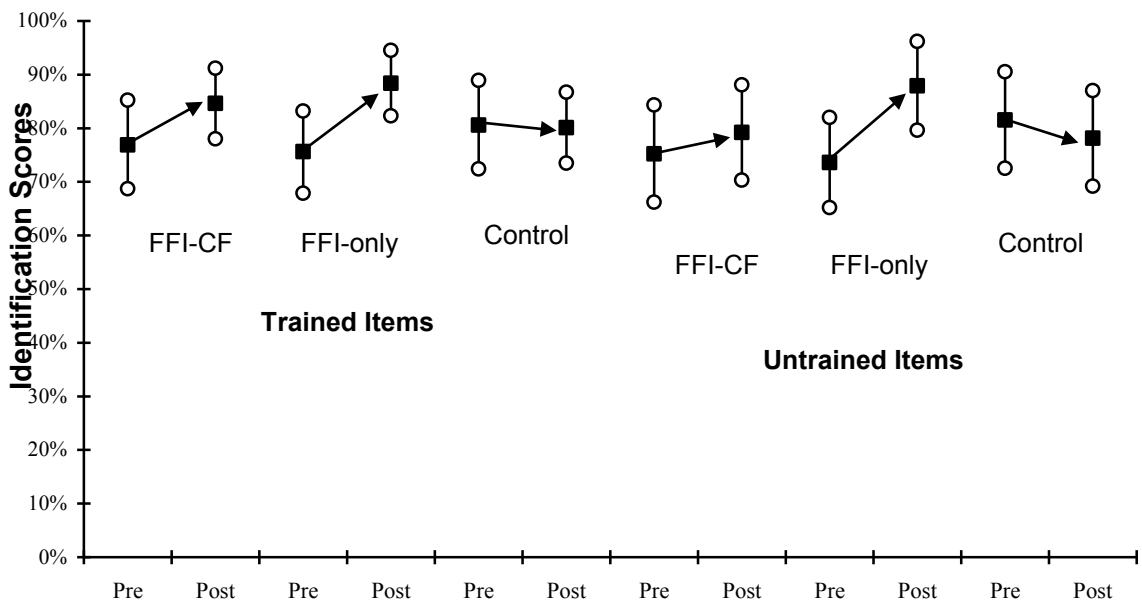 100%
90%
80%
70%
60%
50%
40%
30%
20%
10%
0%
Identification Scores
FFI-CF
FFI-only
Control
FFI-CF
FFI-only
Control
Trained Items
Untrained Items
Pre Post Pre Post Pre Post Pre Post Pre Post Pre Post